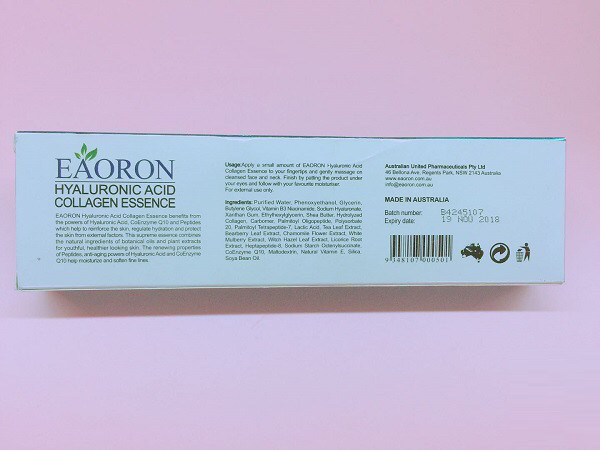 EAORON
HYALURONIC ACID
COLLAGEN ESSENCE
EAORON Hyaluronic Acid Collagen Essence benefits from
the powers of Hyaluronic Acid, CoEnzyme Q10 and Peptides
which help to reinforce the skin, regulate hydration and protect
the skin from external factors. This supreme essence combines
the natural ingredients of botanical oils and plant extracts
for youthful, healthier looking skin. The renewing properties
of Peptides, anti-aging powers of Hyaluronic Acid and CoEnzyme
Q10 help moisturize and soften fine lines.
Usage:Apply a small amount of EAORON Hyaluronic Acid
Collagen Essence to your fingertips and gently massage on
cleansed face and neck. Finish by patting the product under
your eyes and follow with your favourite moisturiser.
For external use only.
Ingredients: Purified Water, Phenoxyethanol, Glycerin,
Butylene Glycol, Vitamin B3 Niacinamide, Sodium Hyaluronate,
Xanthan Gum, Ethylhexylglycerin, Shea Butter, Hydrolyzed
Collagen, Carbomer, Palmitoyl Oligopeptide, Polysorbate
20, Palmitoyl Tetrapeptide-7, Lactic Acid, Tea Leaf Extract,
Bearberry Leaf Extract, Chamomile Flower Extract, White
Mulberry Extract, Witch Hazel Leaf Extract, Licorice Root
Extract, Heptapeptide-8, Sodium Starch
CoEnzyme Q10, Maltodextrin, Natural Vitamin E, Silica
Soya Bean Oil.
Australian United Pharmaceuticals Pty Ltd
46 Bellona Ave, Regents Park, NSW 2143 Australia
www.eaoron.com.au
info@eaoron.com.au
MADE IN AUSTRALIA
Batch number: B4245107
Expiry date: 19 NOV 2018
9 348107 000501